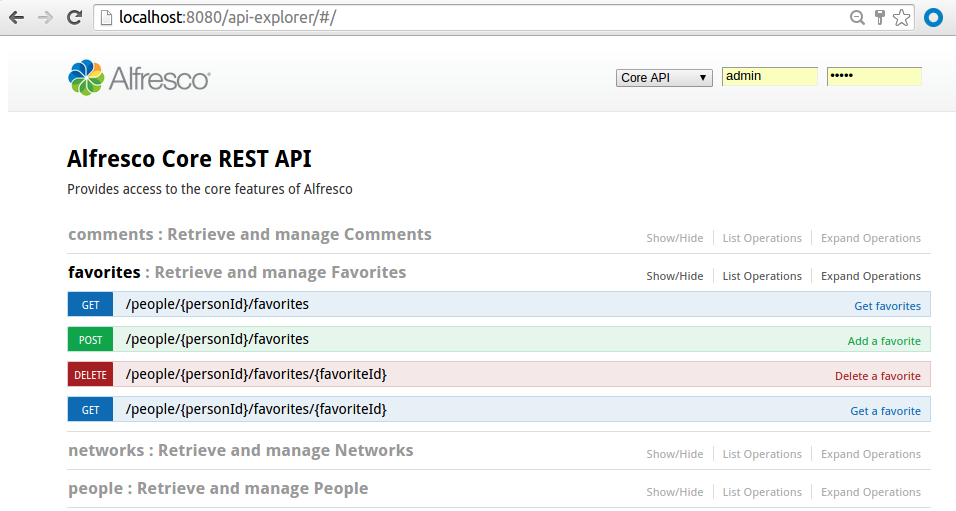 localhost:8080/api-explorer/#/
Alfresco
Core API
admin
•••••
Alfresco Core REST API
Provides access to the core features of Alfresco
comments : Retrieve and manage Comments Show/Hide List Operations Expand Operations
favorites : Retrieve and manage Favorites Show/Hide List Operations Expand Operations
GET /people/{personId}/favorites Get favorites
POST /people/{personId}/favorites Add a favorite
DELETE /people/{personId}/favorites/{favoriteId} Delete a favorite
GET /people/{personId}/favorites/{favoriteId} Get a favorite
networks : Retrieve and manage Networks Show/Hide List Operations Expand Operations
people : Retrieve and manage People Show/Hide List Operations Expand Operations